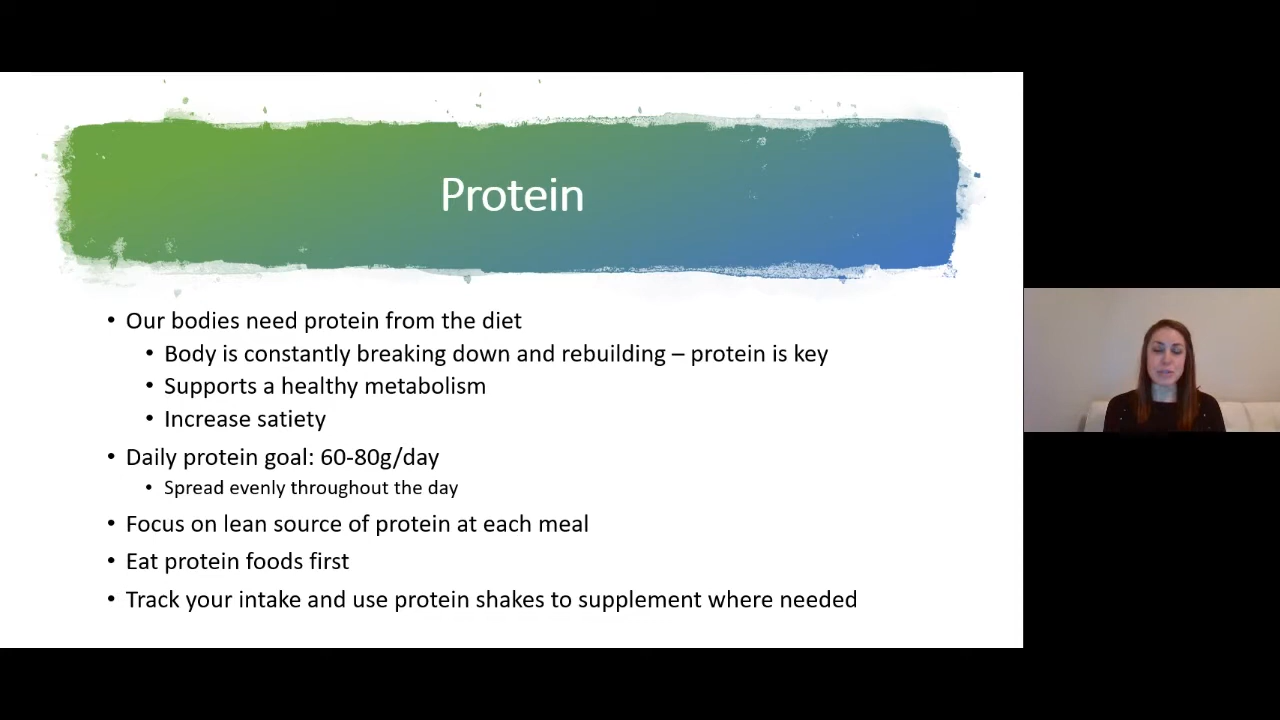 Protein
• Our bodies need protein from the diet
• Body is constantly breaking down and rebuilding – protein is key
• Supports a healthy metabolism
• Increase satiety
• Daily protein goal: 60-80g/day
• Spread evenly throughout the day
• Focus on lean source of protein at each meal
• Eat protein foods first
• Track your intake and use protein shakes to supplement where needed